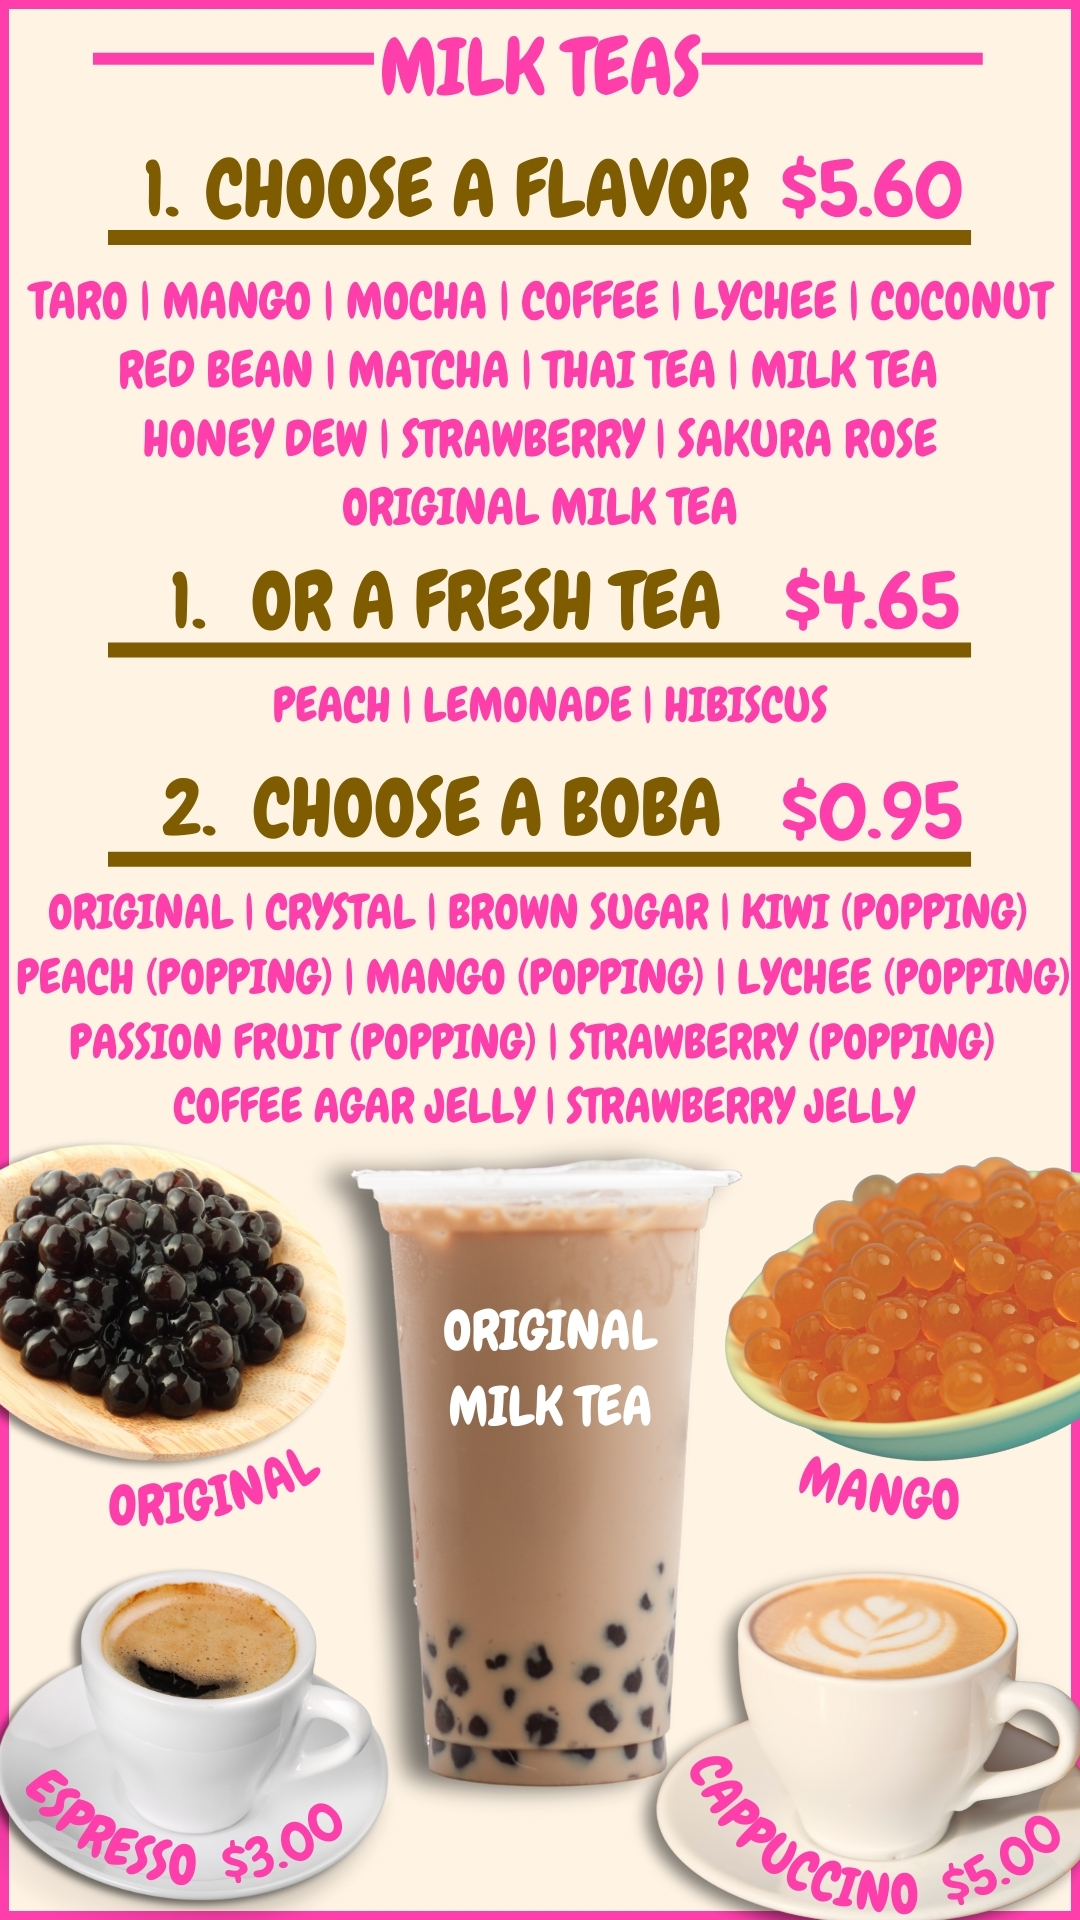 MILK TEAS
1. CHOOSE A FLAVOR $5.60
TARO | MANGO | MOCHA | COFFEE | LYCHEE | COCONUT
RED BEAN | MATCHA | THAI TEA | MILK TEA
HONEY DEW | STRAWBERRY | SAKURA ROSE
ORIGINAL MILK TEA
1. OR A FRESH TEA $4.65
PEACH | LEMONADE | HIBISCUS
2. CHOOSE A BOBA $0.95
ORIGINAL | CRYSTAL | BROWN SUGAR | KIWI (POPPING)
PEACH (POPPING) | MANGO (POPPING) | LYCHEE (POPPING)
PASSION FRUIT (POPPING) | STRAWBERRY (POPPING)
COFFEE AGAR JELLY | STRAWBERRY JELLY
ORIGINAL
MILK TEA
ORIGINAL
MANGO
ESPRESSO $3.00
CAPPUCCINO $5.00